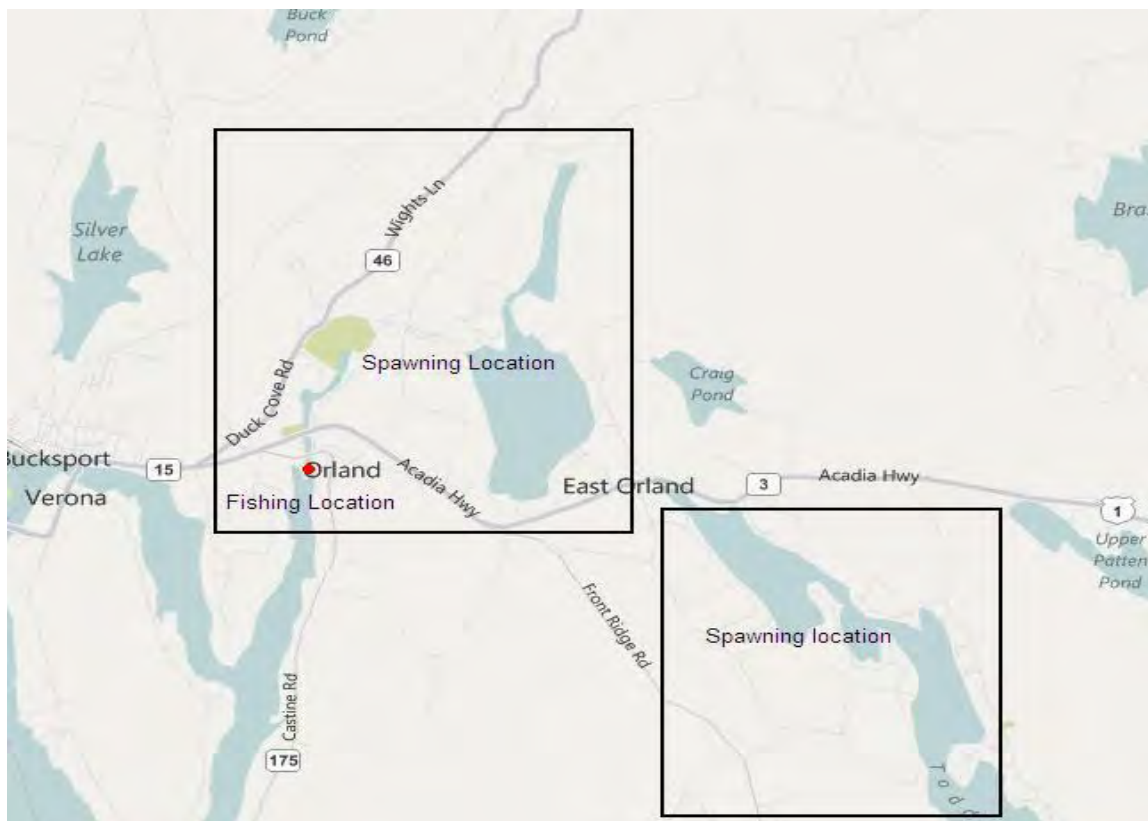 Buck
Pond
Wights Ln
Silver
Lake
46
Bra
Spawning Location
Duck Cove Rd
Craig
Pond
Bucksport
15
Orland
Acadia Hwy
East Orland
3
Acadia Hwy
Verona
Fishing Location
1
Upper
Patten
Pond
Front Ridge Rd
Spawning location
Castine Rd
175
Todd